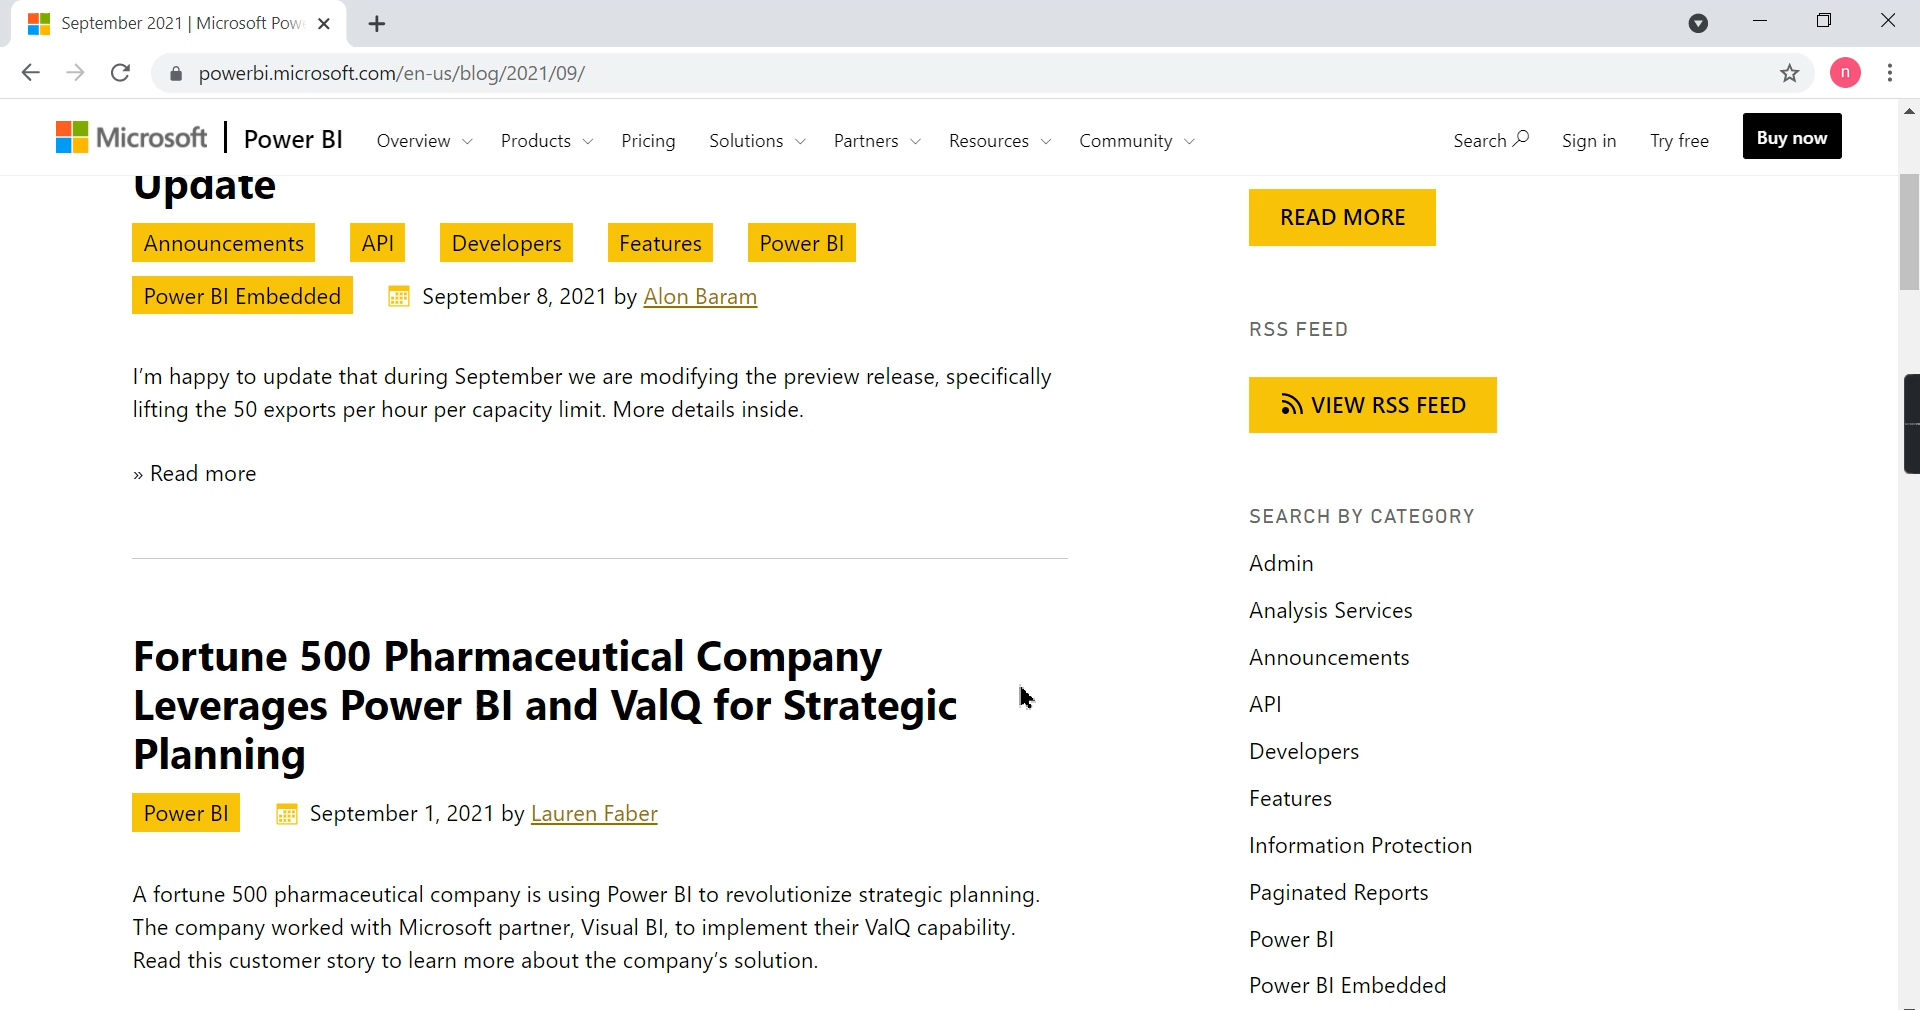 September 2021 | Microsoft Pow
powerbi.microsoft.com/en-us/blog/2021/09/
n
Microsoft | Power BI Overview Products Pricing Solutions Partners Resources Community Search Sign in Try free Buy now
Update
Announcements API Developers Features Power BI
Power BI Embedded September 8, 2021 by Alon Baram
I'm happy to update that during September we are modifying the preview release, specifically
lifting the 50 exports per hour per capacity limit. More details inside.
» Read more
Fortune 500 Pharmaceutical Company
Leverages Power BI and ValQ for Strategic
Planning
Power BI September 1, 2021 by Lauren Faber
A fortune 500 pharmaceutical company is using Power BI to revolutionize strategic planning.
The company worked with Microsoft partner, Visual BI, to implement their ValQ capability.
Read this customer story to learn more about the company's solution.
READ MORE
RSS FEED
VIEW RSS FEED
SEARCH BY CATEGORY
Admin
Analysis Services
Announcements
API
Developers
Features
Information Protection
Paginated Reports
Power BI
Power BI Embedded